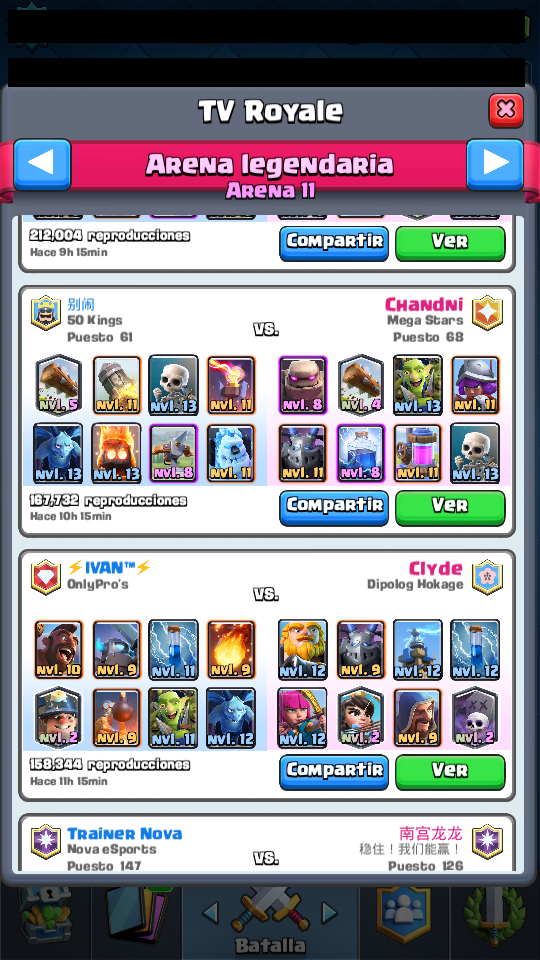 TV Royale
Arena legendaria
Arena 11
212,004 reproducciones
Hace 9h 15min
Compartir
Ver
别闹
50 Kings
Puesto 61
vs.
Chandni
Mega Stars
Puesto 68
Nvl. 5
Nvl. 11
Nvl. 13
Nvl. 11
Nvl. 8
Nvl. 4
Nvl. 13
Nvl. 11
Nvl. 13
Nvl. 13
Nvl. 8
Nvl. 11
Nvl. 11
Nvl. 8
Nvl. 11
Nvl. 13
167,732 reproducciones
Hace 10h 15min
Compartir
Ver
⚡IVAN™⚡
OnlyPro's
vs.
Clyde
Dipolog Hokage
Nvl. 10
Nvl. 9
Nvl. 11
Nvl. 9
Nvl. 12
Nvl. 9
Nvl. 12
Nvl. 12
Nvl. 2
Nvl. 9
Nvl. 11
Nvl. 12
Nvl. 12
Nvl. 2
Nvl. 9
Nvl. 2
158,344 reproducciones
Hace 11h 15min
Compartir
Ver
Trainer Nova
Nova eSports
Puesto 147
vs.
南宫龙龙
稳住！我们能赢！
Puesto 126
Batalla